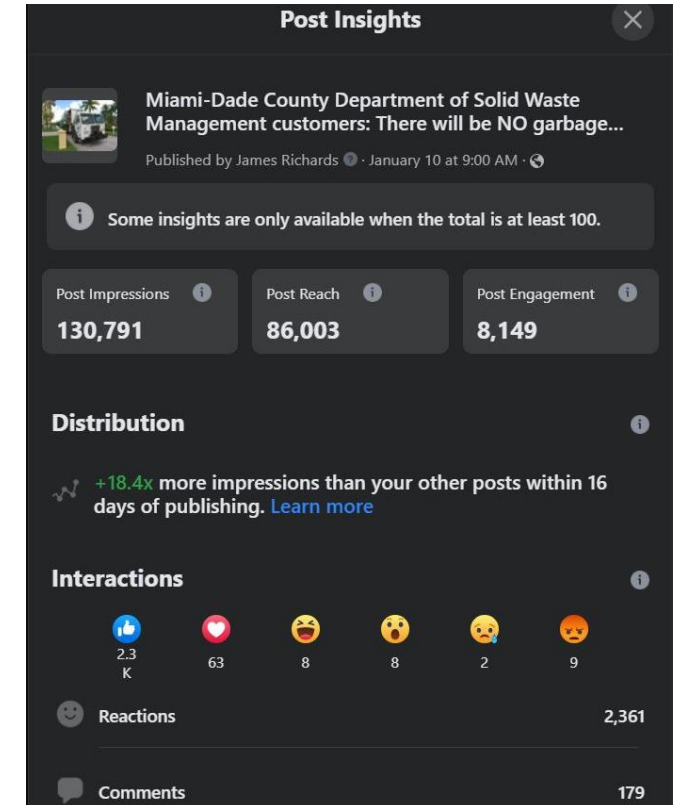 Post Insights
Miami-Dade County Department of Solid Waste
Management customers: There will be NO garbage...
Published by James Richards · January 10 at 9:00 AM ·
Some insights are only available when the total is at least 100.
Post Impressions
130,791
Post Reach
86,003
Post Engagement
8,149
Distribution
+18.4x more impressions than your other posts within 16
days of publishing. Learn more
Interactions
2.3
K
63
8
8
2
9
Reactions 2,361
Comments 179